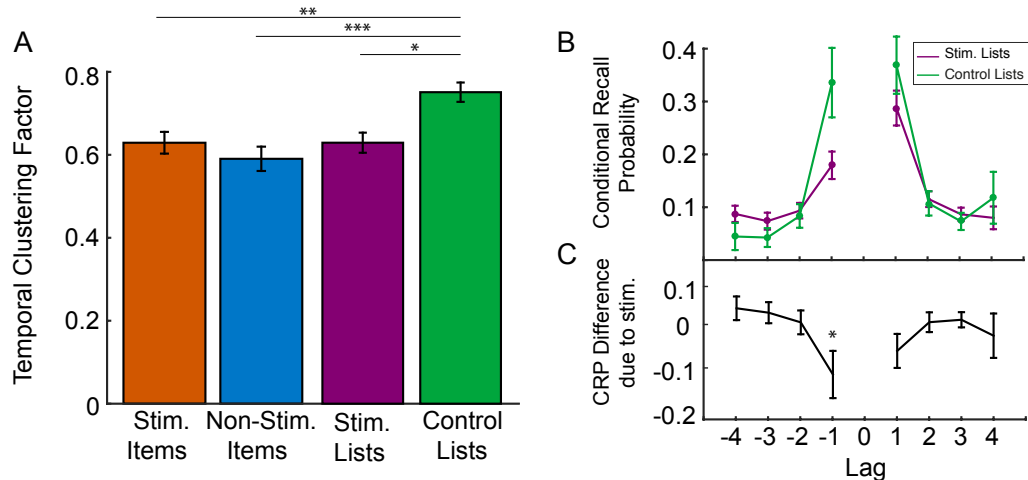 A
**
***
*
Temporal Clustering Factor
0.8
0.6
0.4
0.2
0
Stim.
Items
Non-Stim.
Items
Stim.
Lists
Control
Lists
B
Conditional Recall
Probability
0.4
0.3
0.2
0.1
Stim. Lists
Control Lists
C
CRP Difference
due to stim.
0.1
0
-0.1
-0.2
*
-4 -3 -2 -1 0 1 2 3 4
Lag